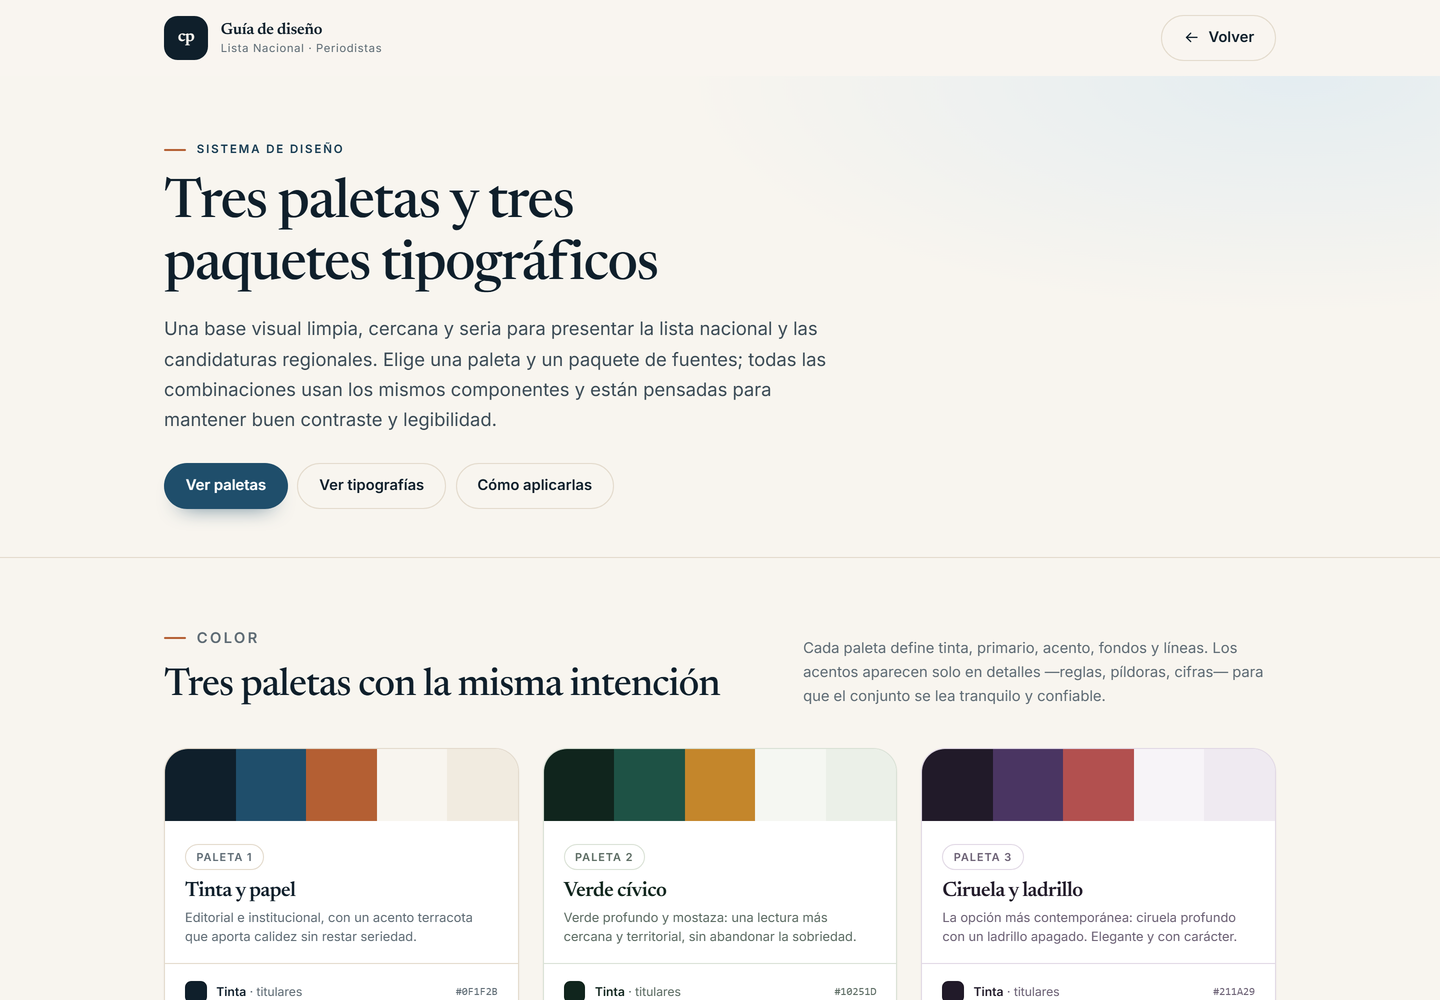 cp
Guía de diseño
Lista Nacional · Periodistas
← Volver
SISTEMA DE DISEÑO
Tres paletas y tres
paquetes tipográficos
Una base visual limpia, cercana y seria para presentar la lista nacional y las
candidaturas regionales. Elige una paleta y un paquete de fuentes; todas las
combinaciones usan los mismos componentes y están pensadas para
mantener buen contraste y legibilidad.
Ver paletas
Ver tipografías
Cómo aplicarlas
COLOR
Tres paletas con la misma intención
Cada paleta define tinta, primario, acento, fondos y líneas. Los
acentos aparecen solo en detalles —reglas, píldoras, cifras— para
que el conjunto se lea tranquilo y confiable.
PALETA 1
Tinta y papel
Editorial e institucional, con un acento terracota
que aporta calidez sin restar seriedad.
Tinta · titulares #0F1F2B
PALETA 2
Verde cívico
Verde profundo y mostaza: una lectura más
cercana y territorial, sin abandonar la sobriedad.
Tinta · titulares #10251D
PALETA 3
Ciruela y ladrillo
La opción más contemporánea: ciruela profundo
con un ladrillo apagado. Elegante y con carácter.
Tinta · titulares #211A29